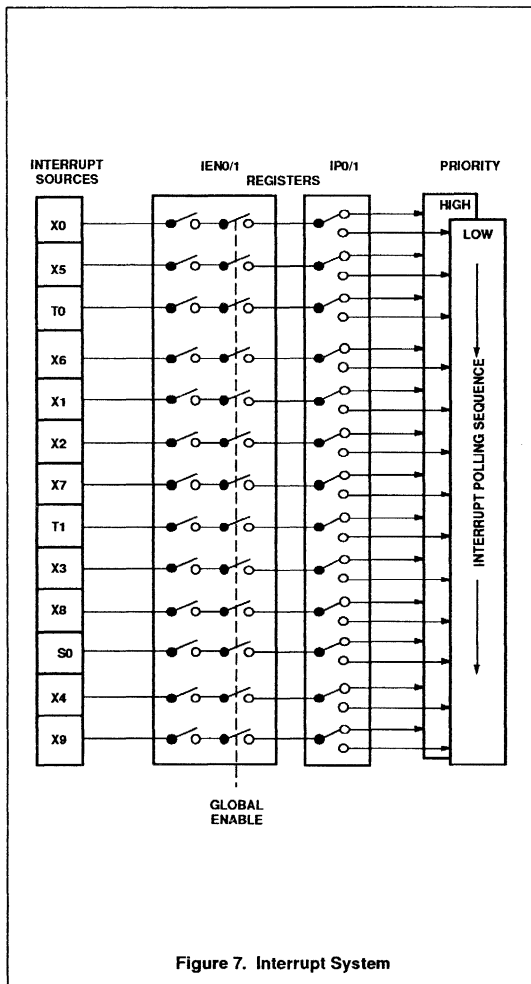 INTERRUPT SOURCES
IEN0/1
IP0/1
REGISTERS
PRIORITY
HIGH
LOW
X0
X5
T0
X6
X1
X2
X7
T1
X3
X8
S0
X4
X9
INTERRUPT POLLING SEQUENCE
GLOBAL
ENABLE
Figure 7. Interrupt System